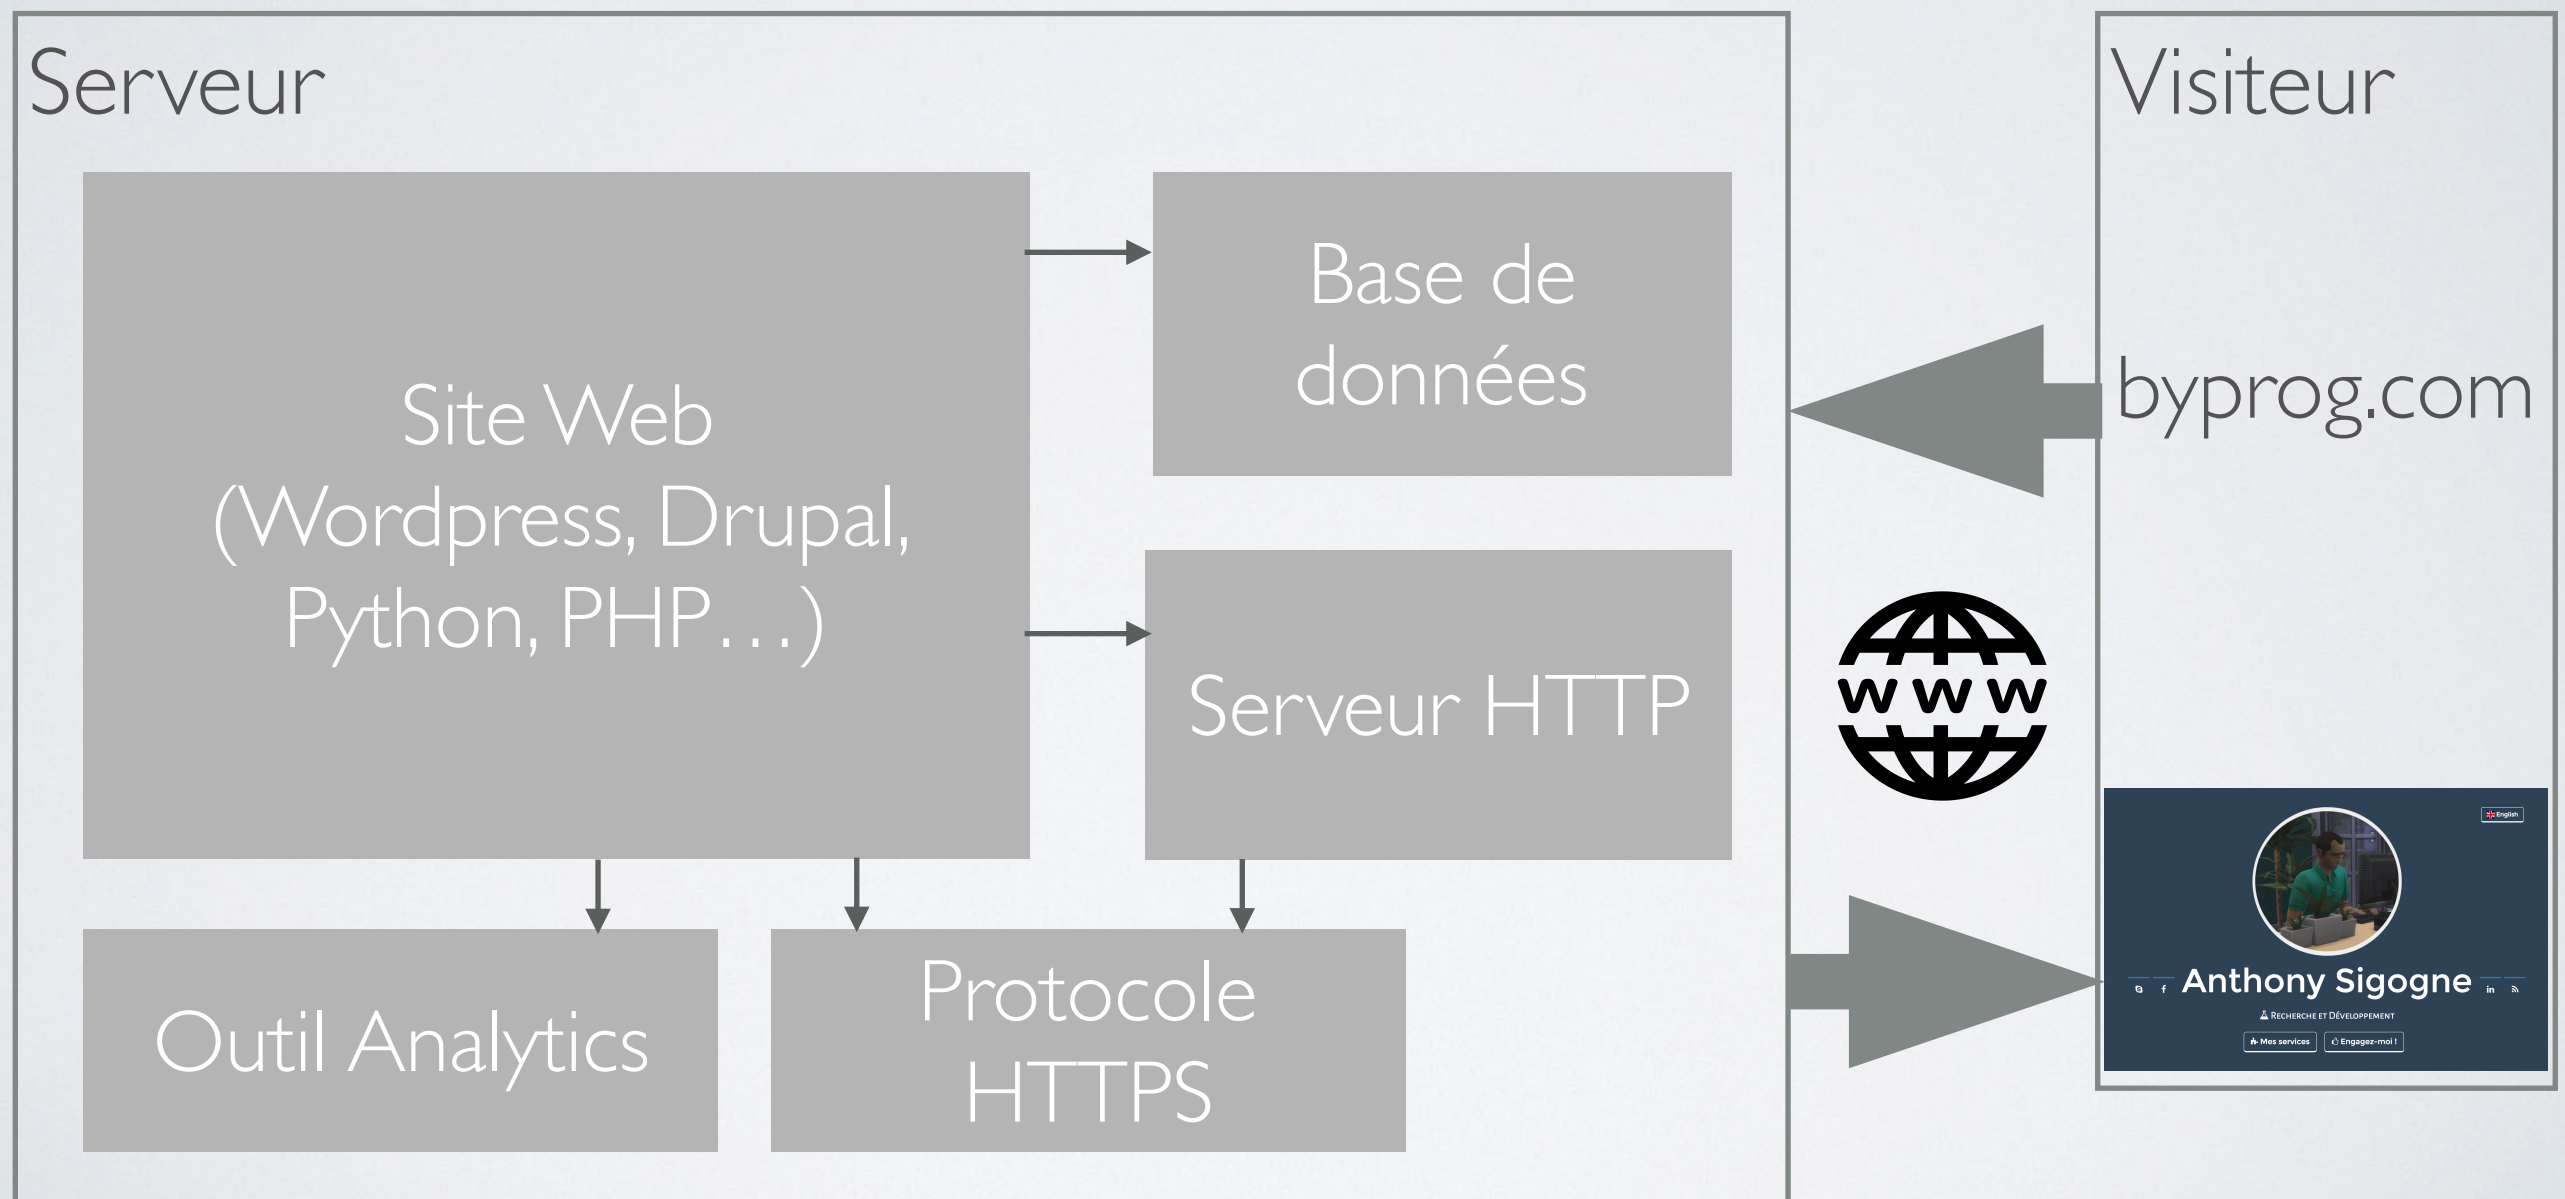 Serveur
Site Web
(Wordpress, Drupal,
Python, PHP…)
Base de
données
Serveur HTTP
Outil Analytics
Protocole
HTTPS
www
Visiteur
byprog.com
English
Anthony Sigogne
Recherche et Développement
Mes services
Engagez-moi !